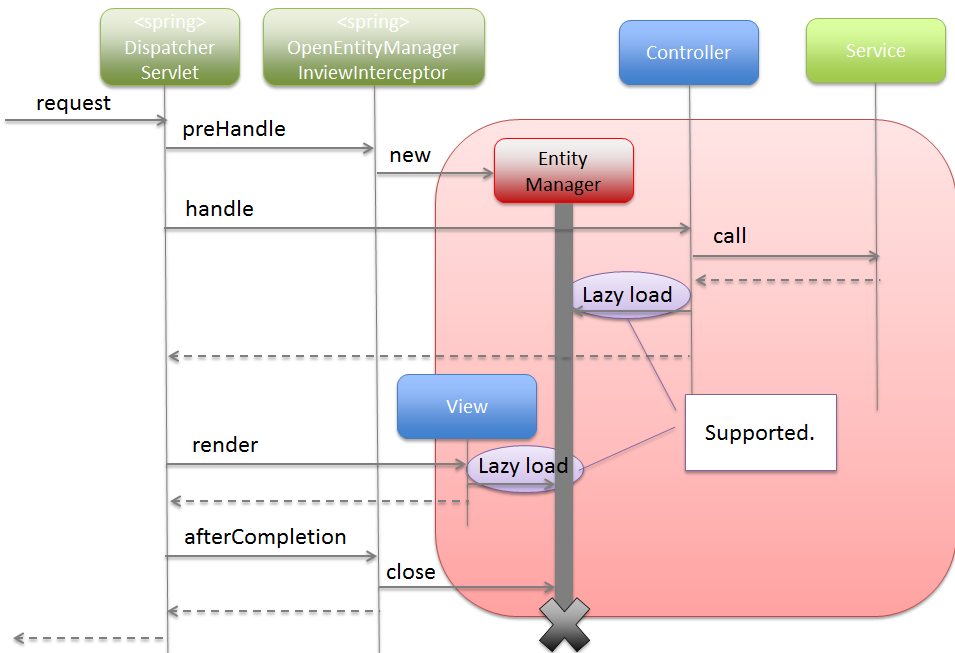 <spring>
Dispatcher
Servlet
<spring>
OpenEntityManager
InviewInterceptor
Controller
Service
request
preHandle
new
Entity
Manager
handle
call
Lazy load
View
Supported.
render
Lazy load
afterCompletion
close